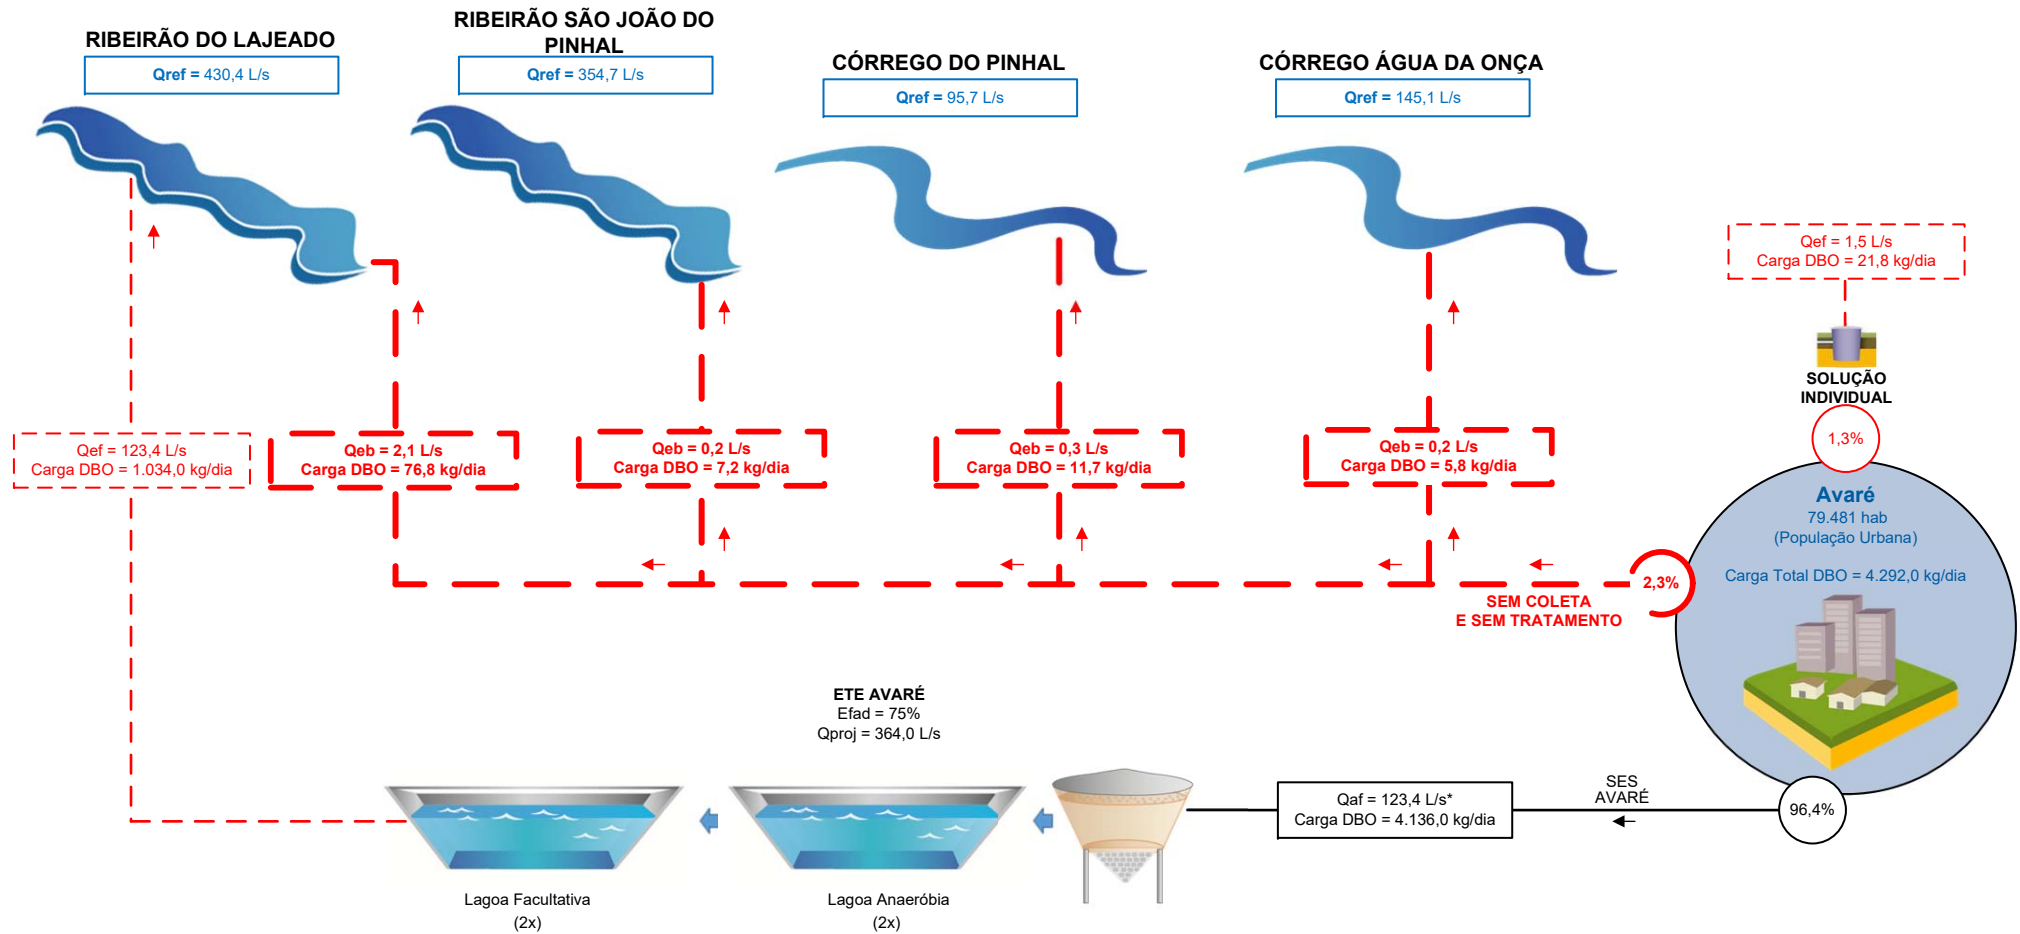 RIBEIRÃO DO LAJEADO
Qref = 430,4 L/s
RIBEIRÃO SÃO JOÃO DO
PINHAL
Qref = 354,7 L/s
CÓRREGO DO PINHAL
Qref = 95,7 L/s
CÓRREGO ÁGUA DA ONÇA
Qref = 145,1 L/s
Qef = 1,5 L/s
Carga DBO = 21,8 kg/dia
SOLUÇÃO
INDIVIDUAL
1,3%
Qef = 123,4 L/s
Carga DBO = 1.034,0 kg/dia
Qeb = 2,1 L/s
Carga DBO = 76,8 kg/dia
Qeb = 0,2 L/s
Carga DBO = 7,2 kg/dia
Qeb = 0,3 L/s
Carga DBO = 11,7 kg/dia
Qeb = 0,2 L/s
Carga DBO = 5,8 kg/dia
Avaré
79.481 hab
(População Urbana)
Carga Total DBO = 4.292,0 kg/dia
2,3%
SEM COLETA
E SEM TRATAMENTO
ETE AVARÉ
Efad = 75%
Qproj = 364,0 L/s
Qaf = 123,4 L/s*
Carga DBO = 4.136,0 kg/dia
SES
AVARÉ
96,4%
Lagoa Facultativa
(2x)
Lagoa Anaeróbia
(2x)